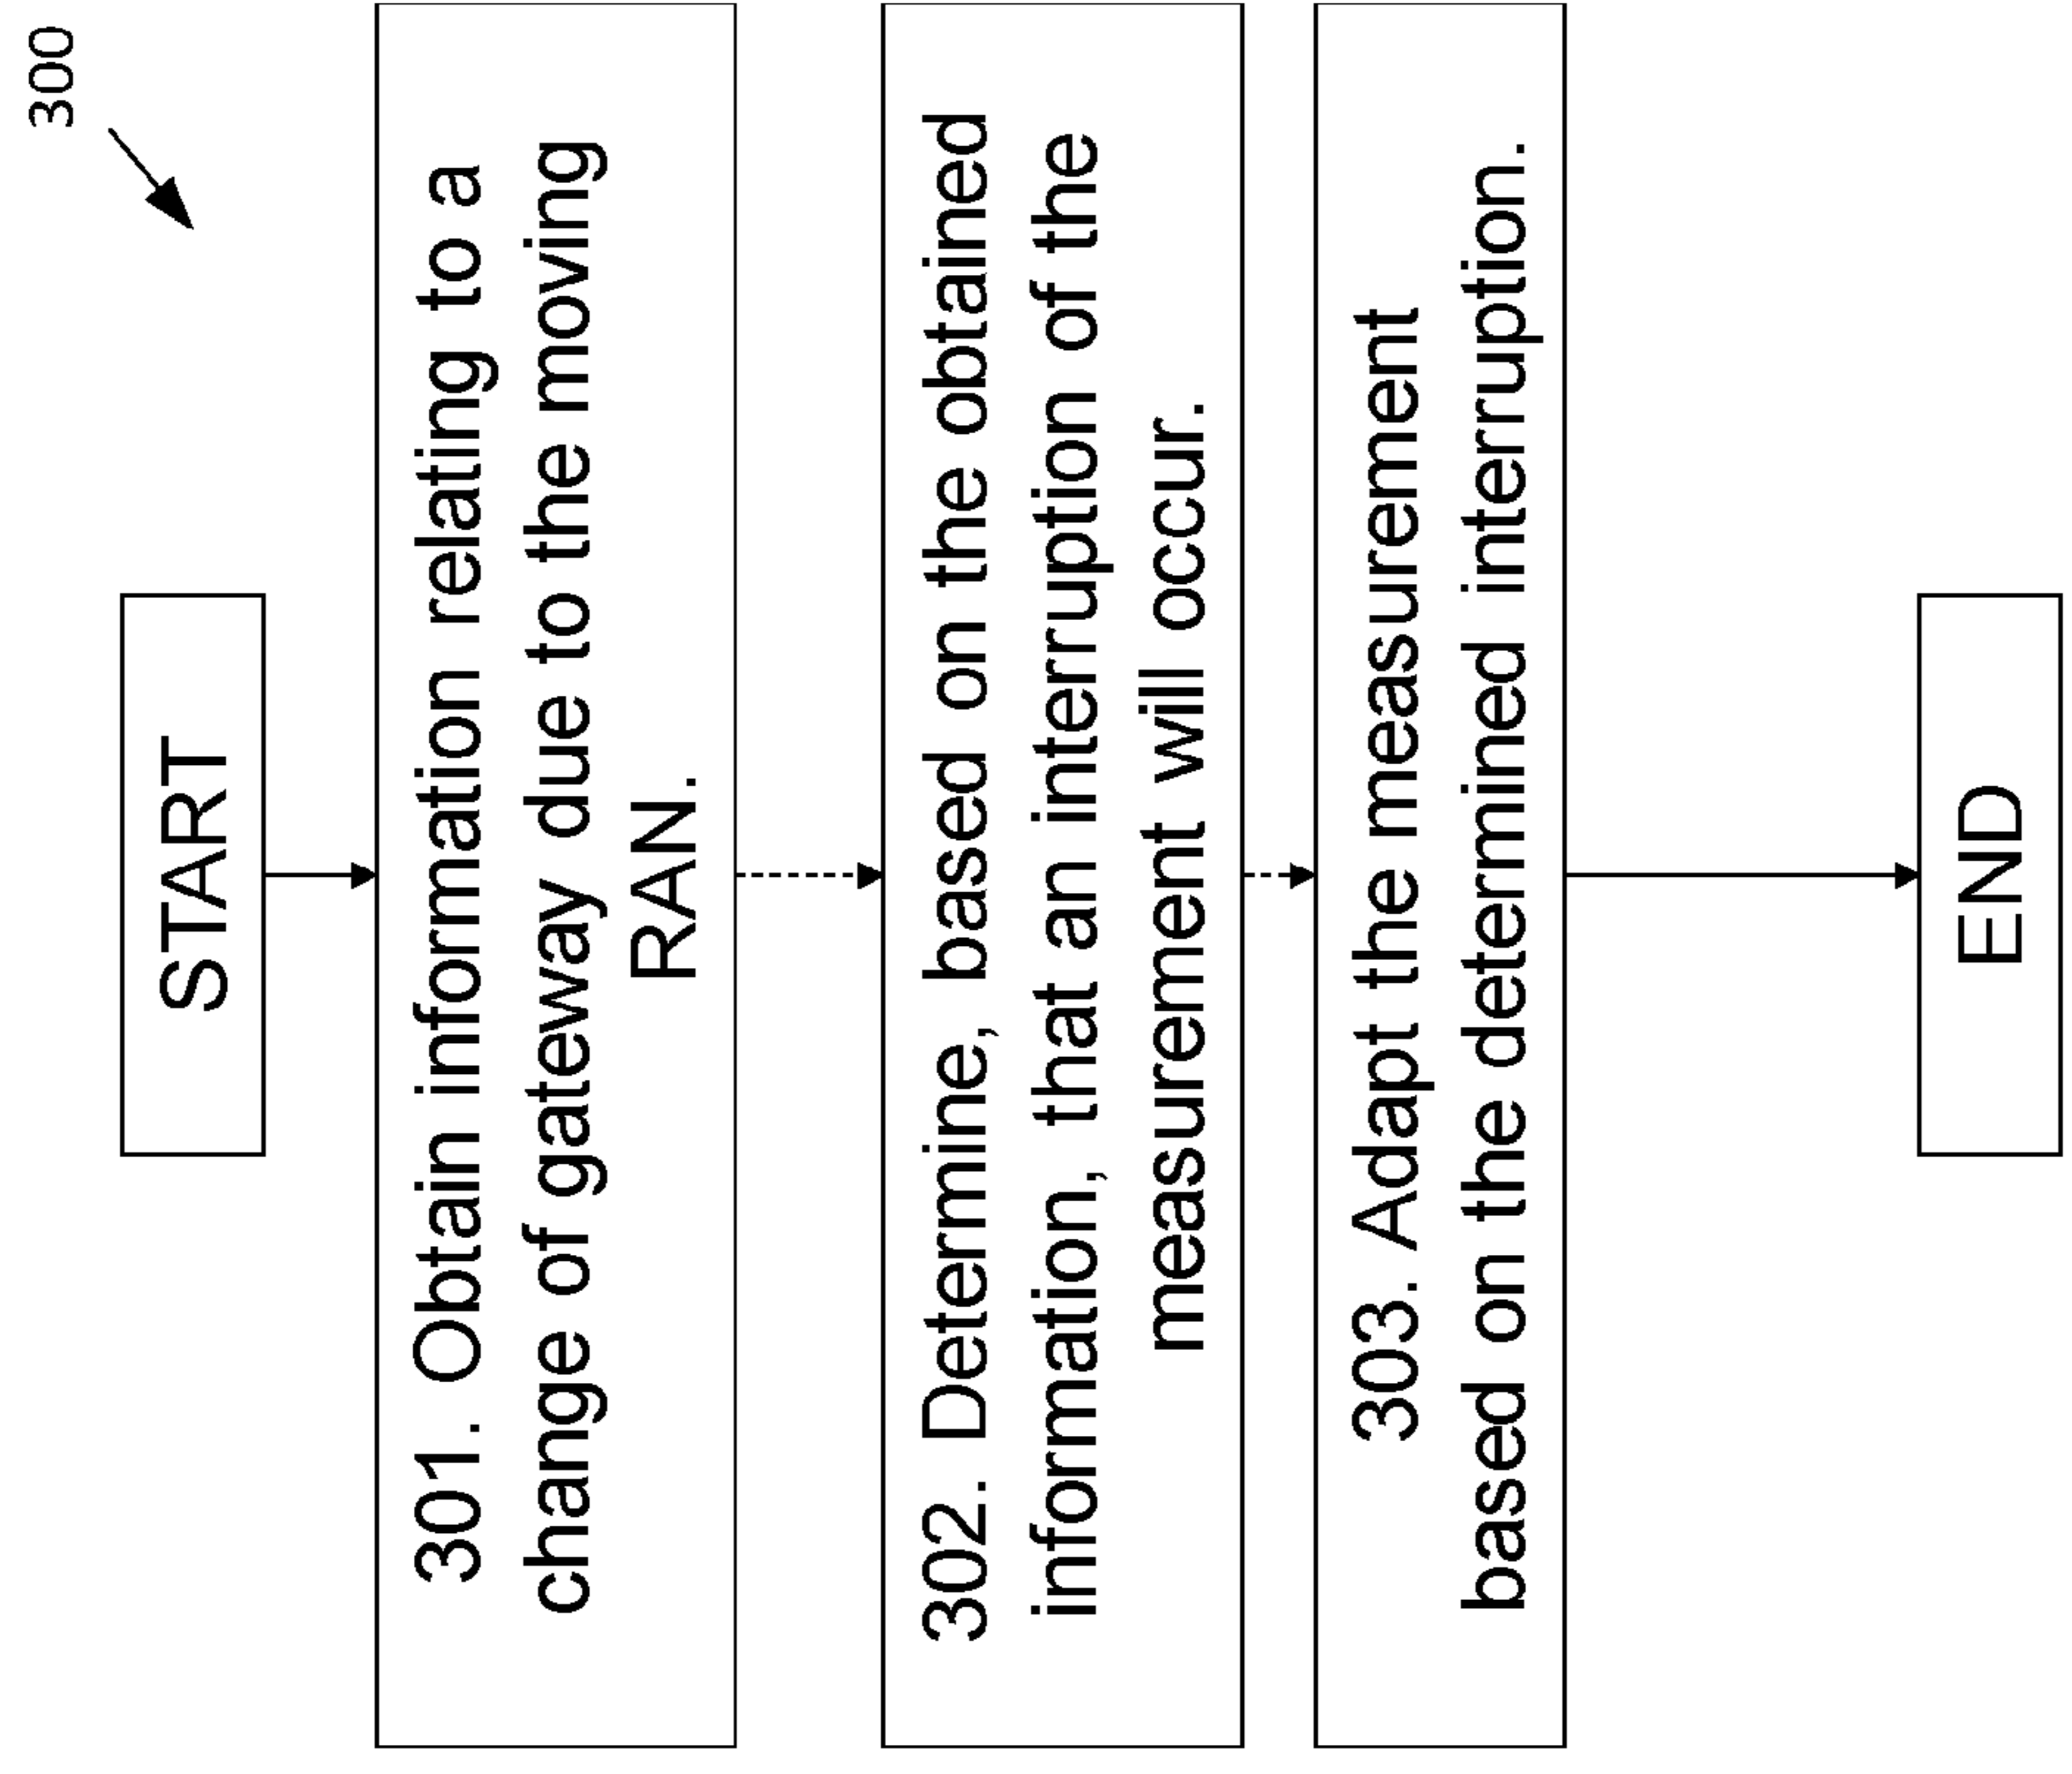 300
START
301. Obtain information relating to a
change of gateway due to the moving
RAN.
302. Determine, based on the obtained
information, that an interruption of the
measurement will occur.
303. Adapt the measurement
based on the determined interruption.
END